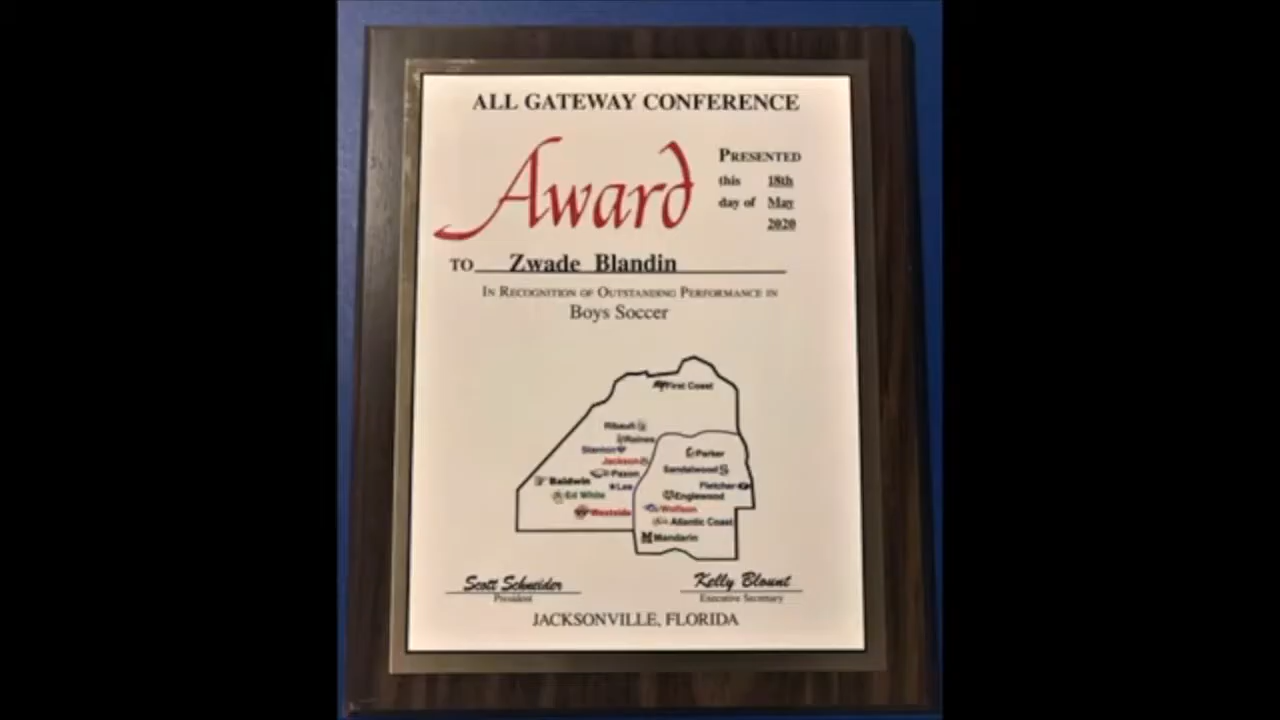 ALL GATEWAY CONFERENCE
Award
PRESENTED
this 18th
day of May
2020
TO Zwade Blandin
IN RECOGNITION OF OUTSTANDING PERFORMANCE IN
Boys Soccer
First Coast
Ribault
Raines
Stanton
Jackson
Paxon
Lee
Baldwin
Ed White
Westside
Parker
Sandalwood S
Fletcher
Englewood
Wolfson
Atlantic Coast
M Mandarin
Scott Schneider
President
Kelly Blount
Executive Secretary
JACKSONVILLE, FLORIDA